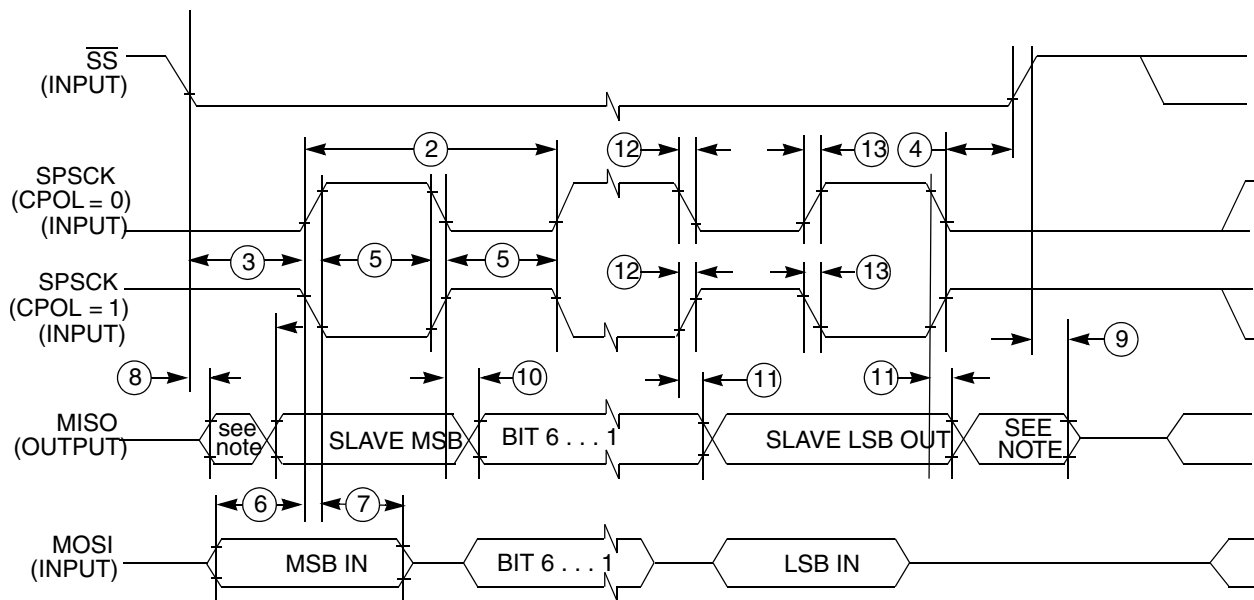 SS
(INPUT)
2
12
13
4
SPSCK
(CPOL = 0)
(INPUT)
3
5
5
12
13
SPSCK
(CPOL = 1)
(INPUT)
8
10
11
11
9
MISO
(OUTPUT)
see
note
SLAVE MSB
BIT 6 . . . 1
SLAVE LSB OUT
SEE
NOTE
6
7
MOSI
(INPUT)
MSB IN
BIT 6 . . . 1
LSB IN